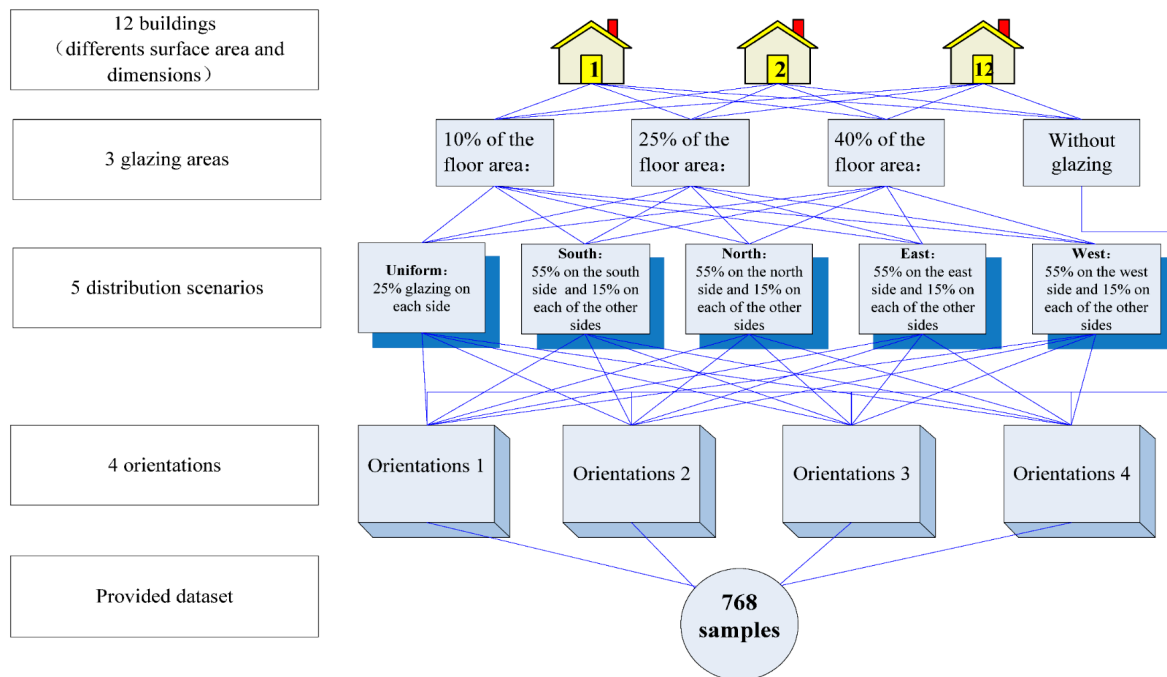 12 buildings
（differents surface area and
dimensions）
1
2
12
3 glazing areas
10% of the
floor area：
25% of the
floor area：
40% of the
floor area：
Without
glazing
5 distribution scenarios
Uniform：
25% glazing on
each side
South：
55% on the south
side and 15% on
each of the other
sides
North：
55% on the north
side and 15% on
each of the other
sides
East：
55% on the east
side and 15% on
each of the other
sides
West：
55% on the west
side and 15% on
each of the other
sides
4 orientations
Orientations 1
Orientations 2
Orientations 3
Orientations 4
Provided dataset
768
samples